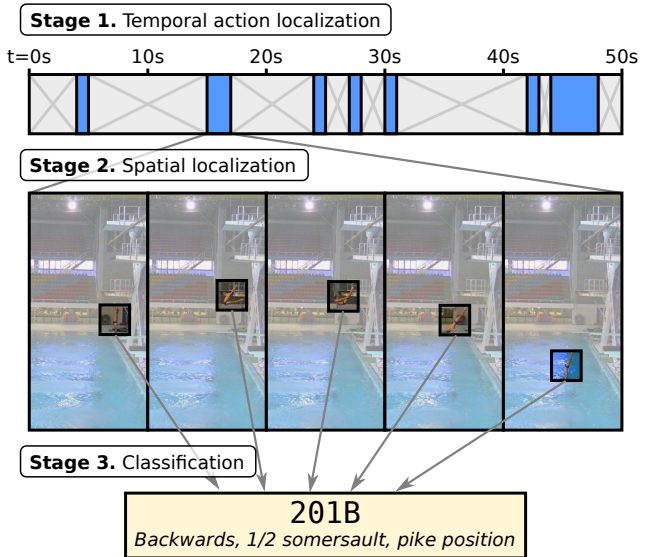 Stage 1. Temporal action localization
t=0s 10s 20s 30s 40s 50s
Stage 2. Spatial localization
Stage 3. Classification
201B
Backwards, 1/2 somersault, pike position